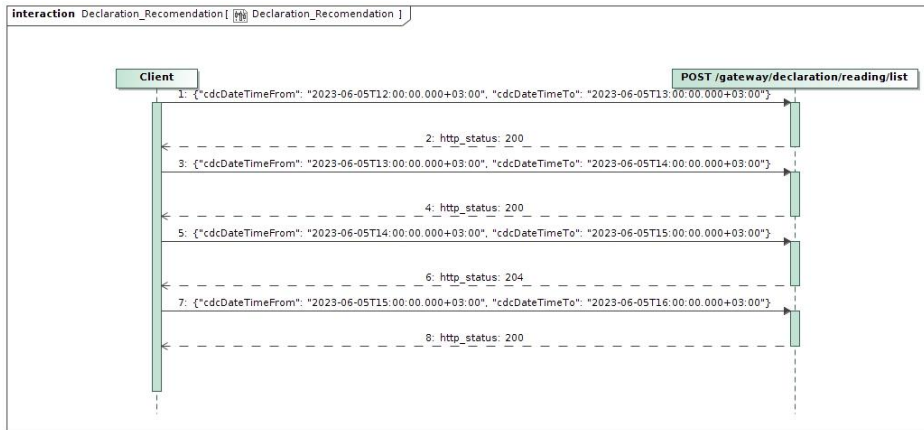 interaction Declaration_Recomendation[ Declaration_Recomendation ]
Client
POST /gateway/declaration/reading/list
1: {"cdcDateTimeFrom": "2023-06-05T12:00:00.000+03:00", "cdcDateTimeTo": "2023-06-05T13:00:00.000+03:00"}
2: http_status: 200
3: {"cdcDateTimeFrom": "2023-06-05T13:00:00.000+03:00", "cdcDateTimeTo": "2023-06-05T14:00:00.000+03:00"}
4: http_status: 200
5: {"cdcDateTimeFrom": "2023-06-05T14:00:00.000+03:00", "cdcDateTimeTo": "2023-06-05T15:00:00.000+03:00"}
6: http_status: 204
7: {"cdcDateTimeFrom": "2023-06-05T15:00:00.000+03:00", "cdcDateTimeTo": "2023-06-05T16:00:00.000+03:00"}
8: http_status: 200